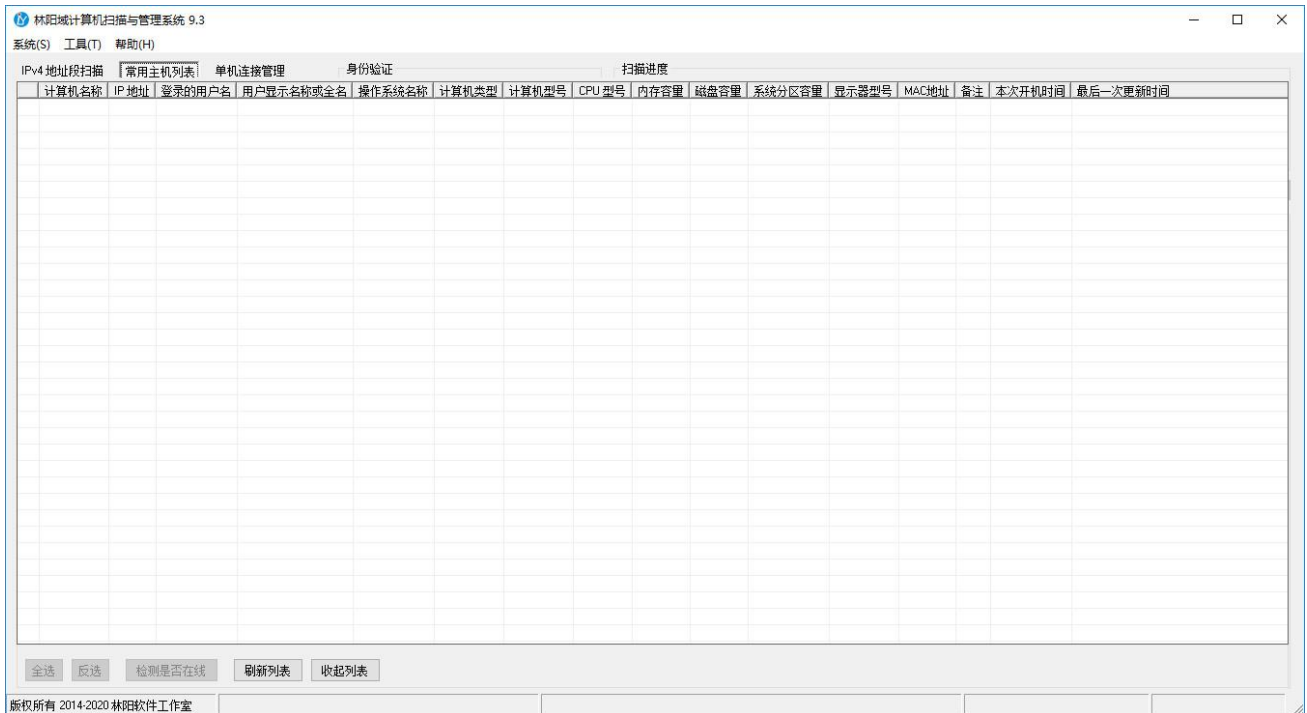 林阳域计算机扫描与管理系统 9.3
系统(S) 工具(T) 帮助(H)
IPv4 地址段扫描 常用主机列表 单机连接管理 身份验证 扫描进度
计算机名称 IP 地址 登录的用户名 用户显示名称或全名 操作系统名称 计算机类型 计算机型号 CPU 型号 内存容量 磁盘容量 系统分区容量 显示器型号 MAC地址 备注 本次开机时间 最后一次更新时间
全选 反选 检测是否在线 刷新列表 收起列表
版权所有 2014-2020 林阳软件工作室